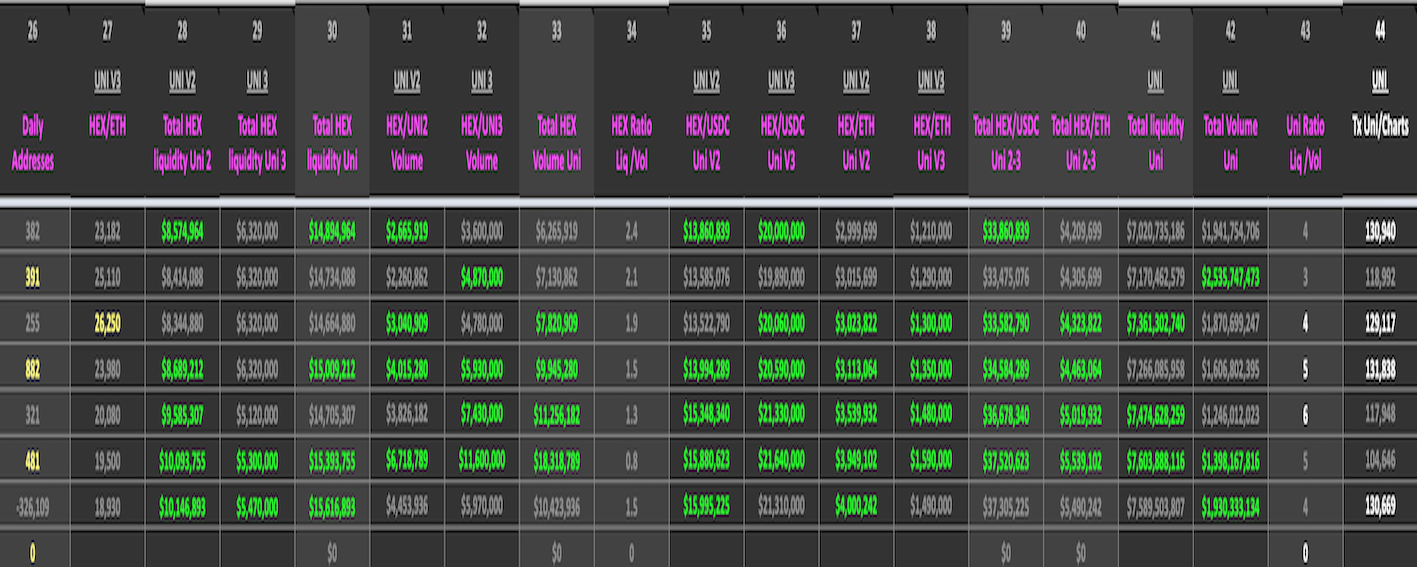 26 27 28 29 30 31 32 33 34 35 36 37 38 39 40 41 42 43 44
UNI V3 UNI V2 UNI 3 UNI V2 UNI 3 UNI V2 UNI V3 UNI V2 UNI V3 UNI UNI UNI
Daily HEX/ETH Total HEX Total HEX Total HEX HEX/UNI2 HEX/UNI3 Total HEX HEX Ratio HEX/USDC HEX/USDC HEX/ETH HEX/ETH Total HEX/USDC Total HEX/ETH Total liquidity Total Volume Uni Ratio Tx Uni/Charts
Addresses liquidity Uni 2 liquidity Uni 3 liquidity Uni Volume Volume Volume Uni Liq /Vol Uni V2 Uni V3 Uni V2 Uni V3 Uni 2-3 Uni 2-3 Uni Uni Liq /Vol
382 23,182 $8,574,964 $6,320,000 $14,894,964 $2,665,919 $3,600,000 $6,265,919 2.4 $13,860,839 $20,000,000 $2,999,699 $1,210,000 $33,860,839 $4,209,699 $7,020,735,186 $1,941,754,706 4 130,940
391 25,110 $8,414,088 $6,320,000 $14,734,088 $2,260,862 $4,870,000 $7,130,862 2.1 $13,585,076 $19,890,000 $3,015,699 $1,290,000 $33,475,076 $4,305,699 $7,170,462,579 $2,535,747,473 3 118,992
255 26,250 $8,344,880 $6,320,000 $14,664,880 $3,040,909 $4,780,000 $7,820,909 1.9 $13,522,790 $20,060,000 $3,023,822 $1,300,000 $33,582,790 $4,323,822 $7,361,302,740 $1,870,699,247 4 129,117
882 23,980 $8,689,212 $6,320,000 $15,009,212 $4,015,280 $5,930,000 $9,945,280 1.5 $13,994,289 $20,590,000 $3,113,064 $1,350,000 $34,584,289 $4,463,064 $7,266,085,958 $1,606,802,395 5 131,838
321 20,080 $9,585,307 $5,120,000 $14,705,307 $3,826,182 $7,430,000 $11,256,182 1.3 $15,348,340 $21,330,000 $3,539,932 $1,480,000 $36,678,340 $5,019,932 $7,474,628,259 $1,246,012,023 6 117,948
481 19,500 $10,093,755 $5,300,000 $15,393,755 $6,718,789 $11,600,000 $18,318,789 0.8 $15,880,623 $21,640,000 $3,949,102 $1,590,000 $37,520,623 $5,539,102 $7,603,888,116 $1,398,167,816 5 104,646
-326,109 18,930 $10,146,893 $5,470,000 $15,616,893 $4,453,936 $5,970,000 $10,423,936 1.5 $15,995,225 $21,310,000 $4,000,242 $1,490,000 $37,305,225 $5,490,242 $7,589,503,807 $1,930,333,134 4 130,669
0 $0 $0 0 $0 $0 0